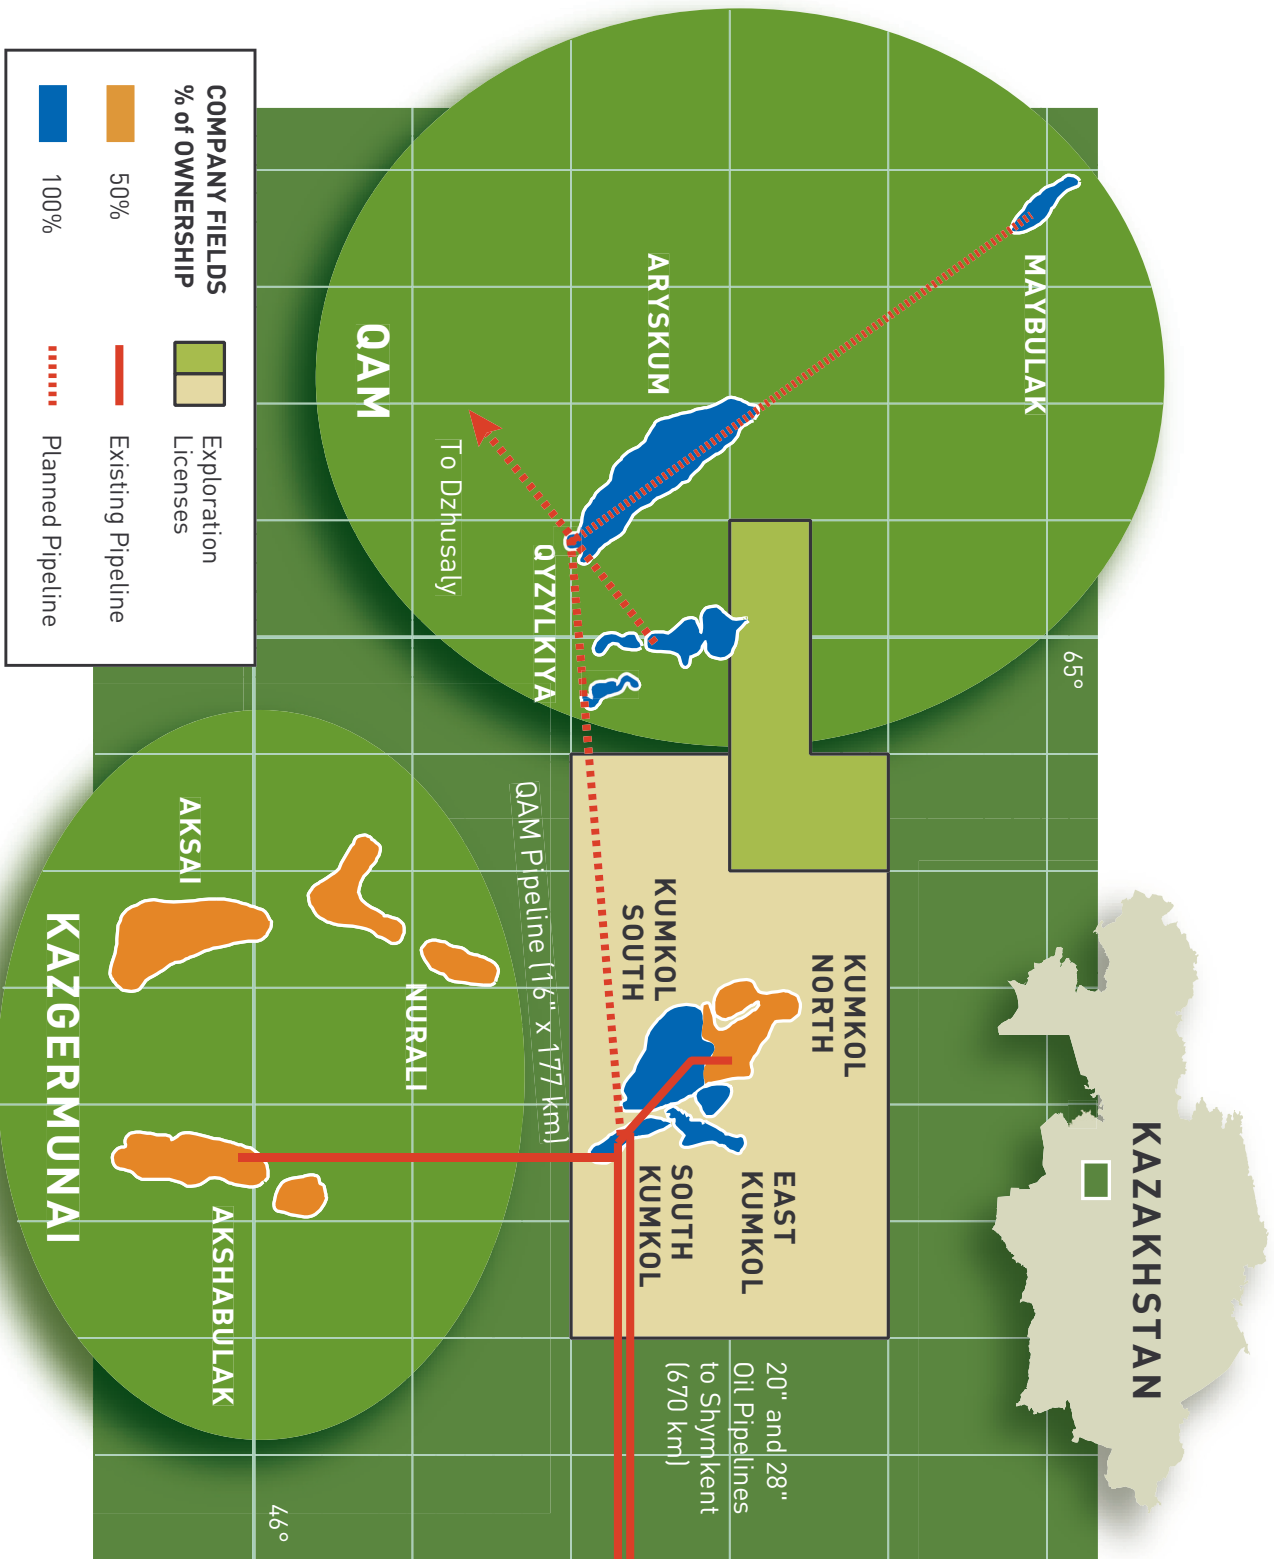 KAZAKHSTAN
65°
MAYBULAK
ARYSKUM
QAM
To Dzhusaly
QYZYLKIYA
KUMKOL
NORTH
KUMKOL
SOUTH
EAST
KUMKOL
SOUTH
KUMKOL
20" and 28"
Oil Pipelines
to Shymkent
(670 km)
QAM Pipeline (16" x 177 km)
NURALI
AKSAI
AKSHABULAK
KAZGERMUNAI
46°
COMPANY FIELDS
% of OWNERSHIP
50%
100%
Exploration
Licenses
Existing Pipeline
Planned Pipeline